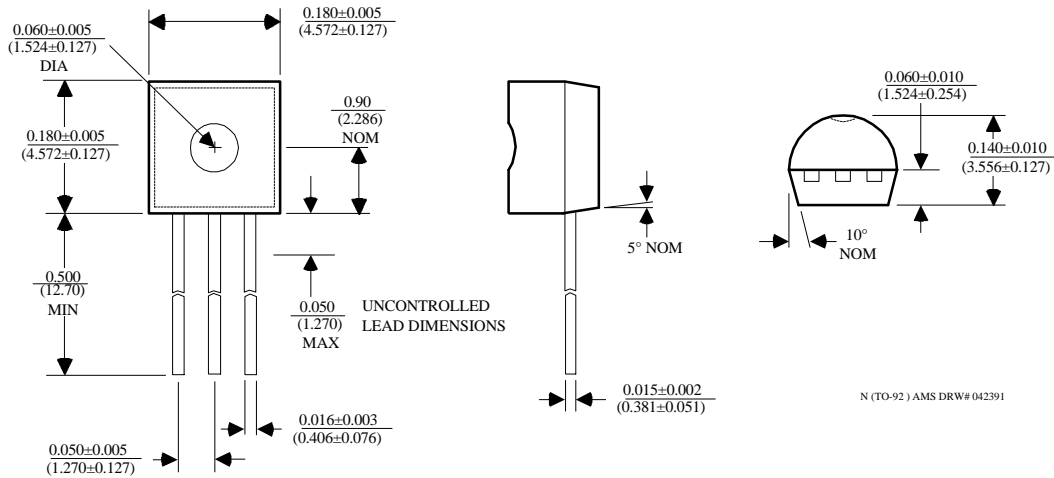 0.060±0.005
(1.524±0.127)
DIA
0.180±0.005
(4.572±0.127)
0.180±0.005
(4.572±0.127)
0.90
(2.286)
NOM
0.500
(12.70)
MIN
0.050
(1.270)
MAX
UNCONTROLLED
LEAD DIMENSIONS
0.016±0.003
(0.406±0.076)
0.050±0.005
(1.270±0.127)
5° NOM
0.015±0.002
(0.381±0.051)
0.060±0.010
(1.524±0.254)
0.140±0.010
(3.556±0.127)
10°
NOM
N (TO-92 ) AMS DRW# 042391